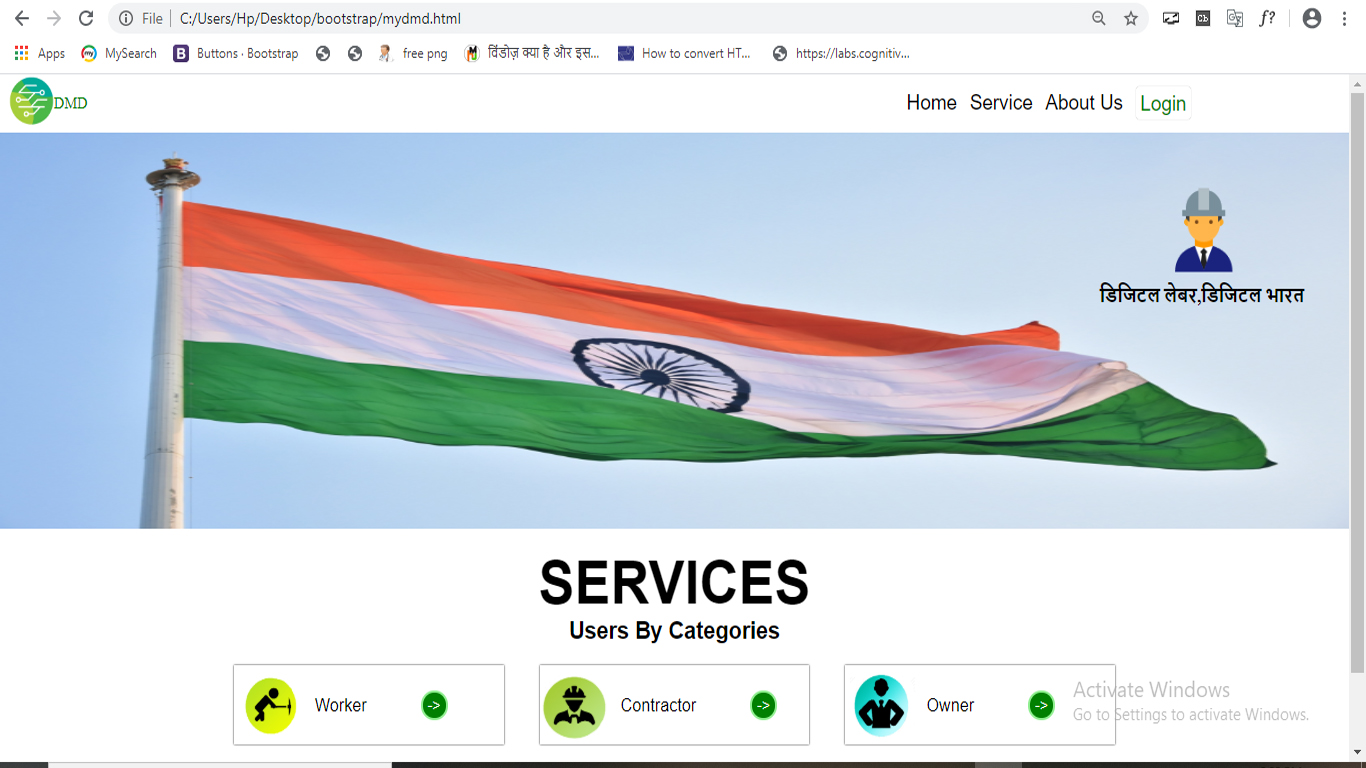 File C:/Users/Hp/Desktop/bootstrap/mydmd.html
Apps MySearch Buttons · Bootstrap free png विंडोज़ क्या है और इस... How to convert HT... https://labs.cognitiv...
DMD Home Service About Us Login
डिजिटल लेबर,डिजिटल भारत
SERVICES
Users By Categories
Worker -> Contractor -> Owner ->
Activate Windows
Go to Settings to activate Windows.